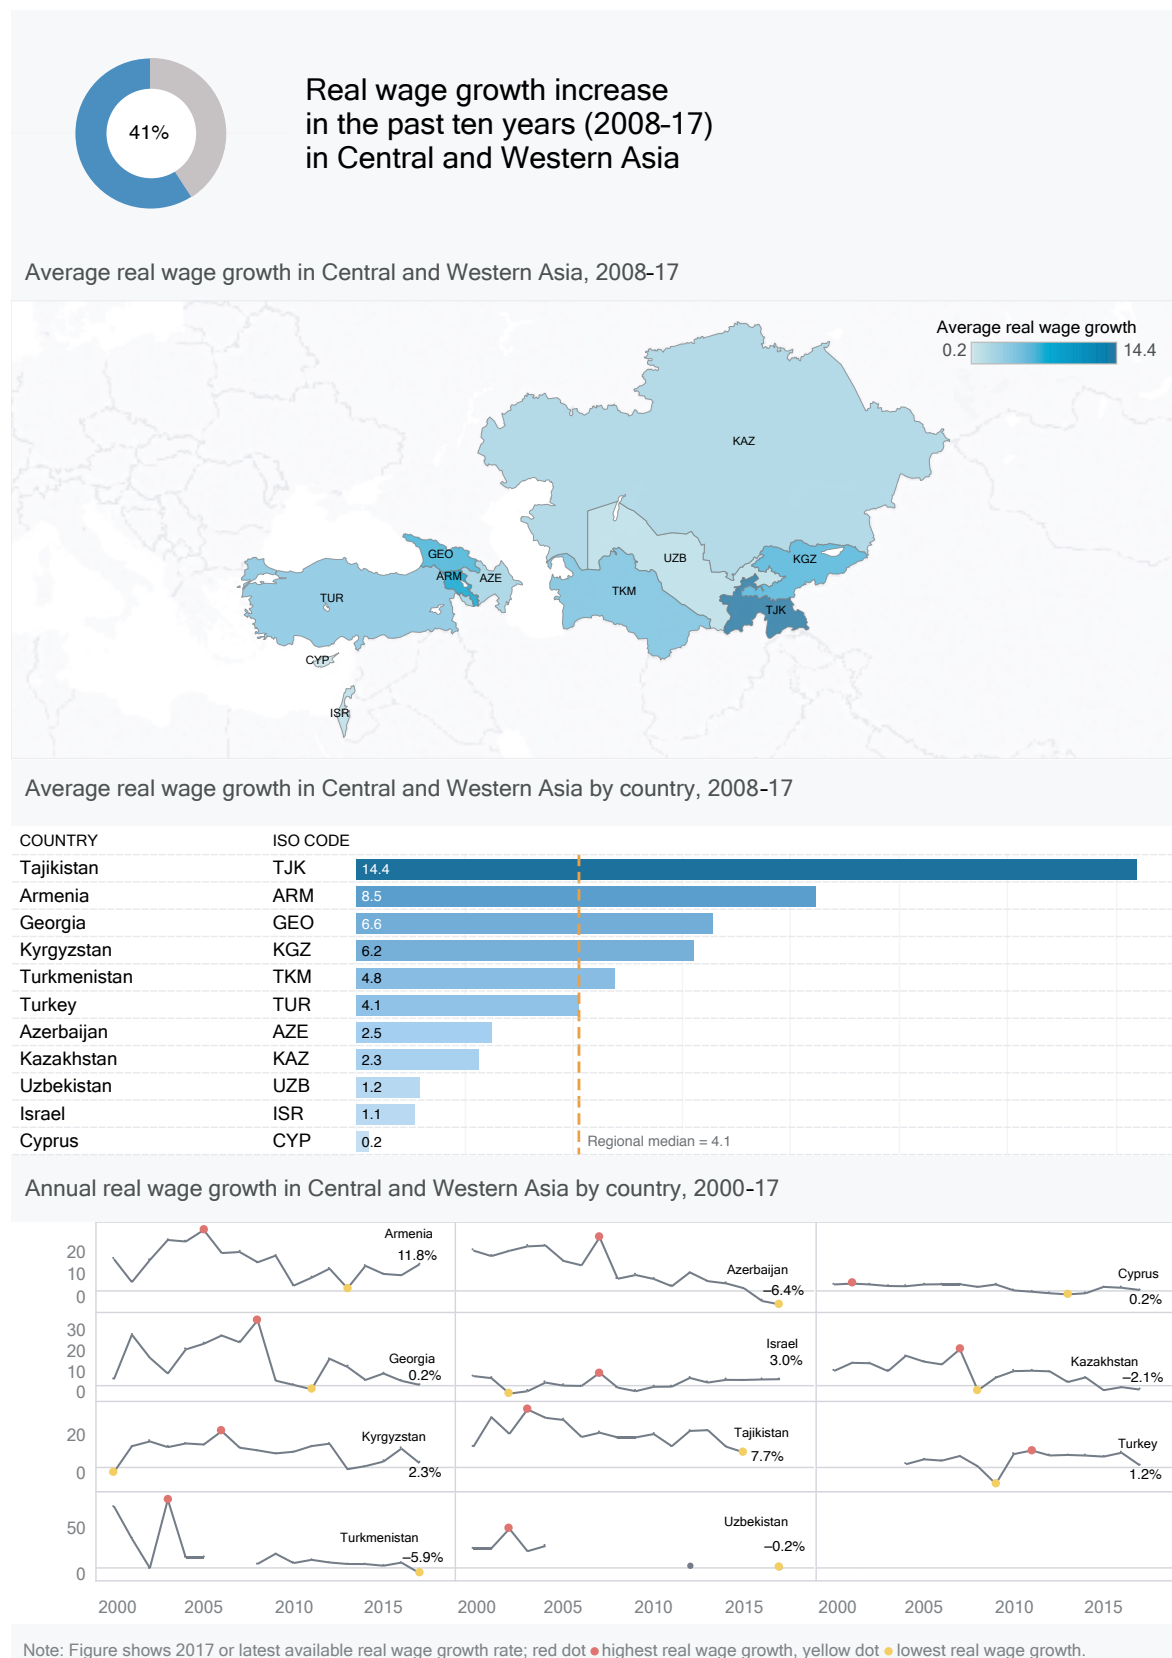 41%
Real wage growth increase
in the past ten years (2008-17)
in Central and Western Asia
Average real wage growth in Central and Western Asia, 2008-17
Average real wage growth
0.2 14.4
KAZ
GEO
ARM AZE
UZB
KGZ
TUR
TKM
TJK
CYP
ISR
Average real wage growth in Central and Western Asia by country, 2008-17
COUNTRY ISO CODE
Tajikistan TJK 14.4
Armenia ARM 8.5
Georgia GEO 6.6
Kyrgyzstan KGZ 6.2
Turkmenistan TKM 4.8
Turkey TUR 4.1
Azerbaijan AZE 2.5
Kazakhstan KAZ 2.3
Uzbekistan UZB 1.2
Israel ISR 1.1
Cyprus CYP 0.2 Regional median = 4.1
Annual real wage growth in Central and Western Asia by country, 2000-17
20
10
0
Armenia
11.8%
Azerbaijan
–6.4%
Cyprus
0.2%
30
20
10
0
Georgia
0.2%
Israel
3.0%
Kazakhstan
–2.1%
20
0
Kyrgyzstan
2.3%
Tajikistan
7.7%
Turkey
1.2%
50
0
Turkmenistan
–5.9%
Uzbekistan
–0.2%
2000 2005 2010 2015 2000 2005 2010 2015 2000 2005 2010 2015
Note: Figure shows 2017 or latest available real wage growth rate; red dot highest real wage growth, yellow dot lowest real wage growth.